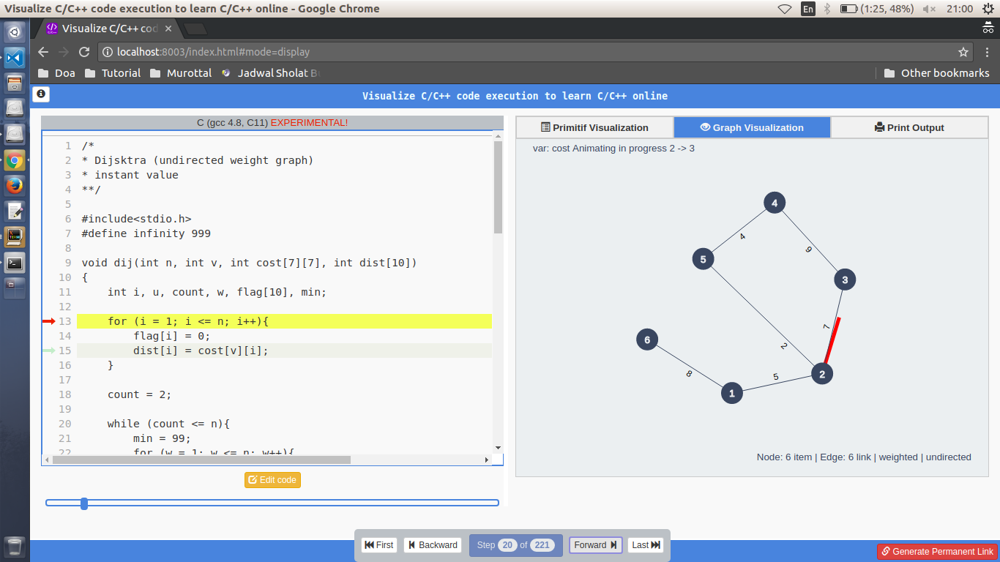 Visualize C/C++ code execution to learn C/C++ online - Google Chrome
En
(1:25, 48%)
21:00
Visualize C/C++ cod
localhost:8003/index.html#mode=display
Doa
Tutorial
Murottal
Jadwal Sholat B
Other bookmarks
Visualize C/C++ code execution to learn C/C++ online
C (gcc 4.8, C11) EXPERIMENTAL!
1 /*
2 * Dijsktra (undirected weight graph)
3 * instant value
4 **/
5
6 #include<stdio.h>
7 #define infinity 999
8
9 void dij(int n, int v, int cost[7][7], int dist[10])
10 {
11 int i, u, count, w, flag[10], min;
12
13 for (i = 1; i <= n; i++){
14 flag[i] = 0;
15 dist[i] = cost[v][i];
16 }
17
18 count = 2;
19
20 while (count <= n){
21 min = 99;
22 for (w = 1; w <= n; w++){
Edit code
Primitif Visualization
Graph Visualization
Print Output
var: cost Animating in progress 2 -> 3
4
4
9
5
3
7
6
2
8
5
2
1
Node: 6 item | Edge: 6 link | weighted | undirected
First
Backward
Step 20 of 221
Forward
Last
Generate Permanent Link